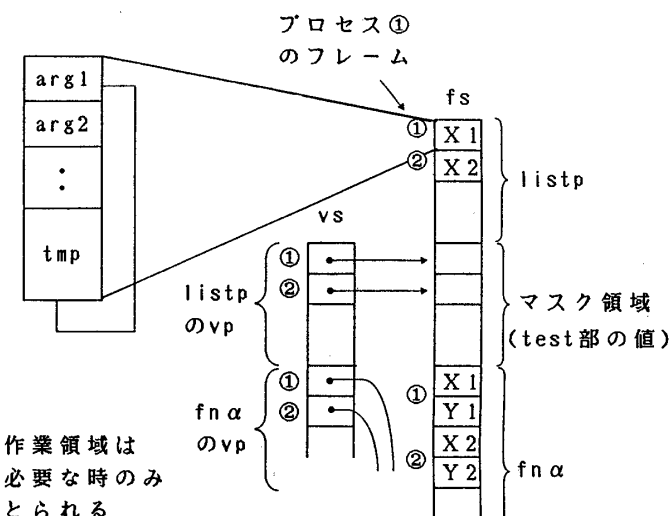 プロセス①
のフレーム
arg1
arg2
:
tmp
fs
① X1
② X2
listp
vs
①
②
listp
のvp
マスク領域
(test部の値)
①
②
fnα
のvp
① X1
Y1
② X2
Y2
fnα
作業領域は
必要な時のみ
とられる